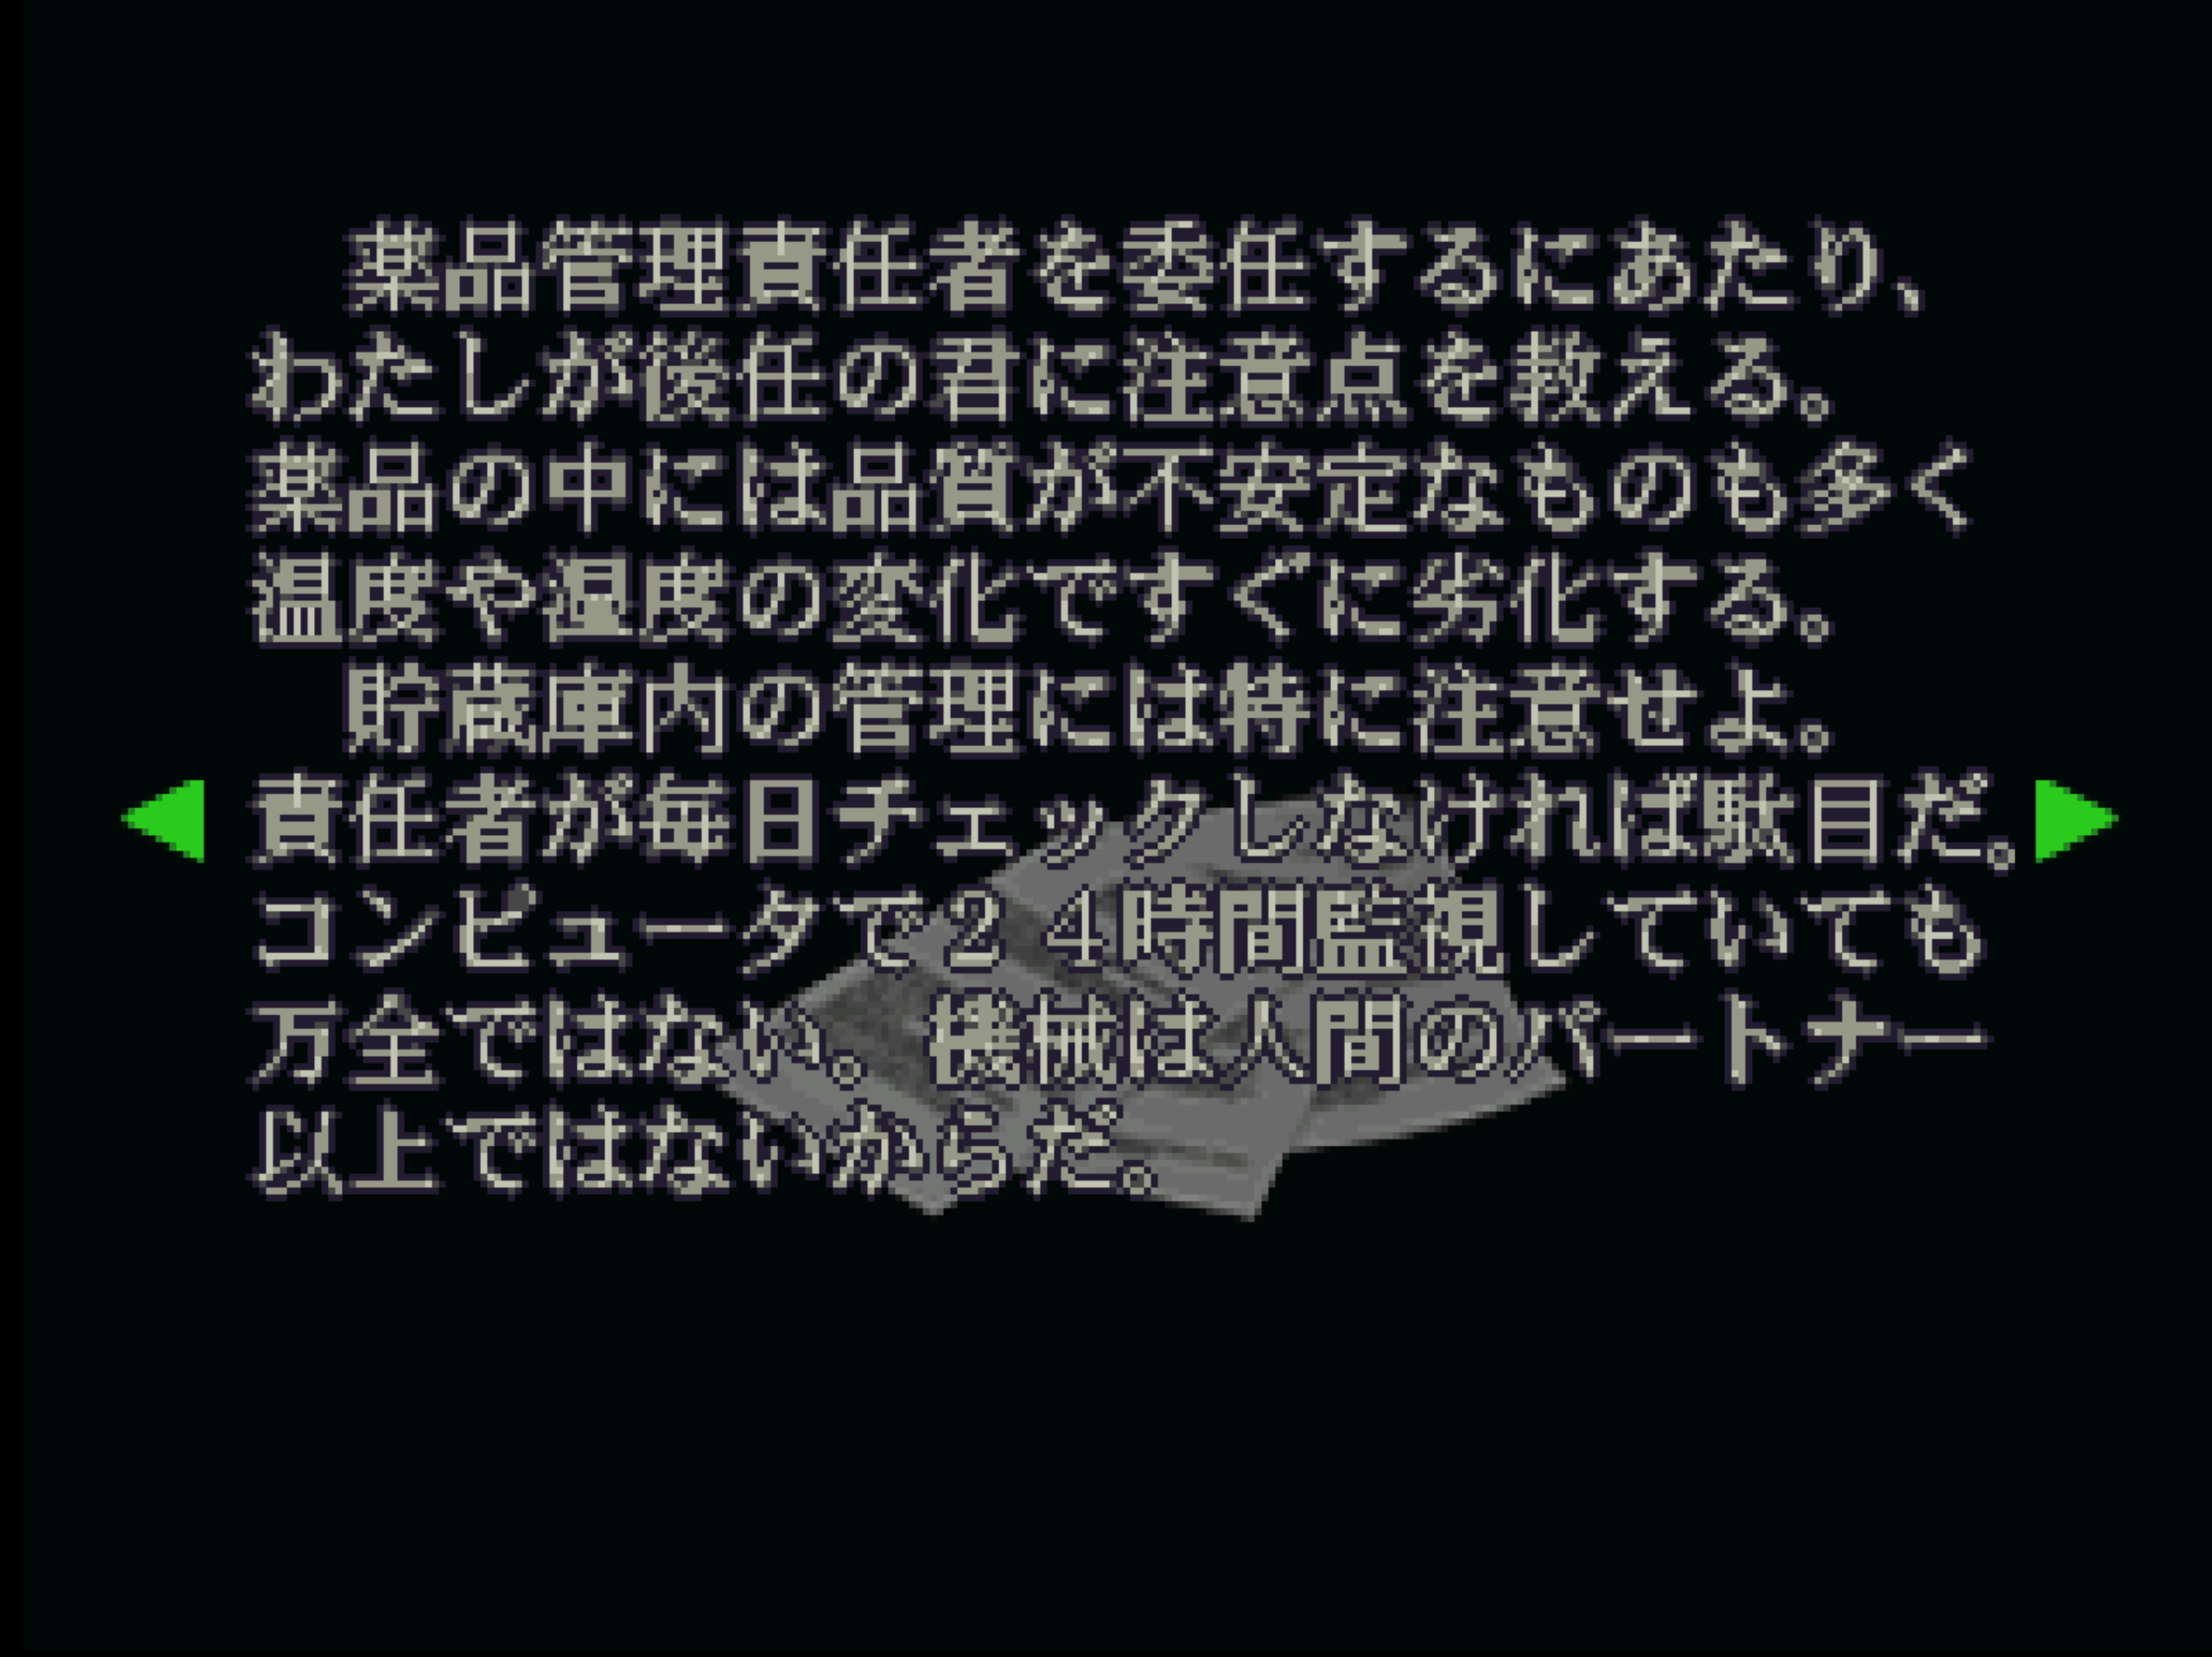 薬品管理責任者を委任するにあたり、
わたしが後任の君に注意点を教える。
薬品の中には品質が不安定なものも多く
温度や湿度の変化ですぐに劣化する。
　貯蔵庫内の管理には特に注意せよ。
責任者が毎日チェックしなければ駄目だ。
コンピュータで２４時間監視していても
万全ではない。機械は人間のパートナー
以上ではないからだ。